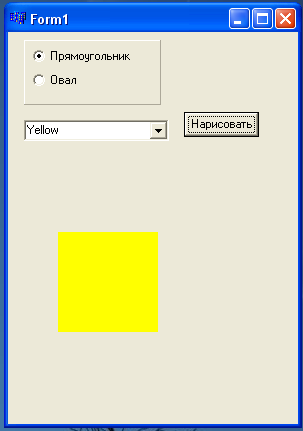 Form1
Прямоугольник
Овал
Yellow
Нарисовать